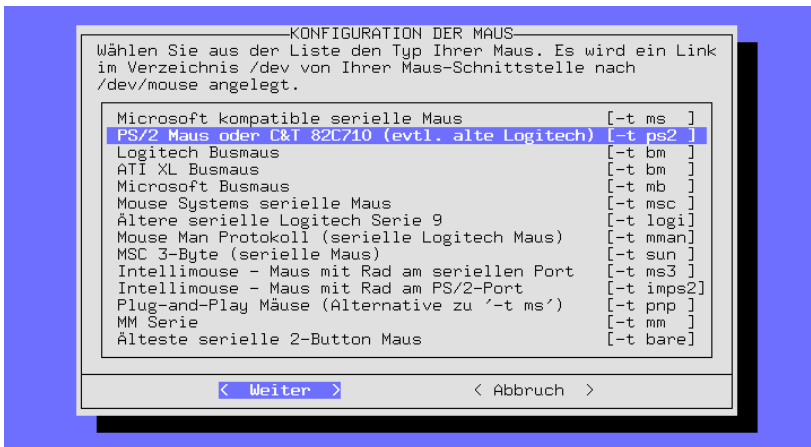 KONFIGURATION DER MAUS
Wählen Sie aus der Liste den Typ Ihrer Maus. Es wird ein Link
im Verzeichnis /dev von Ihrer Maus-Schnittstelle nach
/dev/mouse angelegt.
Microsoft kompatible serielle Maus [-t ms ]
PS/2 Maus oder C&T 82C710 (evtl. alte Logitech) [-t ps2 ]
Logitech Busmaus [-t bm ]
ATI XL Busmaus [-t bm ]
Microsoft Busmaus [-t mb ]
Mouse Systems serielle Maus [-t msc ]
Ältere serielle Logitech Serie 9 [-t logi]
Mouse Man Protokoll (serielle Logitech Maus) [-t mman]
MSC 3-Byte (serielle Maus) [-t sun ]
Intellimouse - Maus mit Rad am seriellen Port [-t ms3 ]
Intellimouse - Maus mit Rad am PS/2-Port [-t imps2]
Plug-and-Play Mäuse (Alternative zu '-t ms') [-t pnp ]
MM Serie [-t mm ]
Älteste serielle 2-Button Maus [-t bare]
< Weiter > < Abbruch >